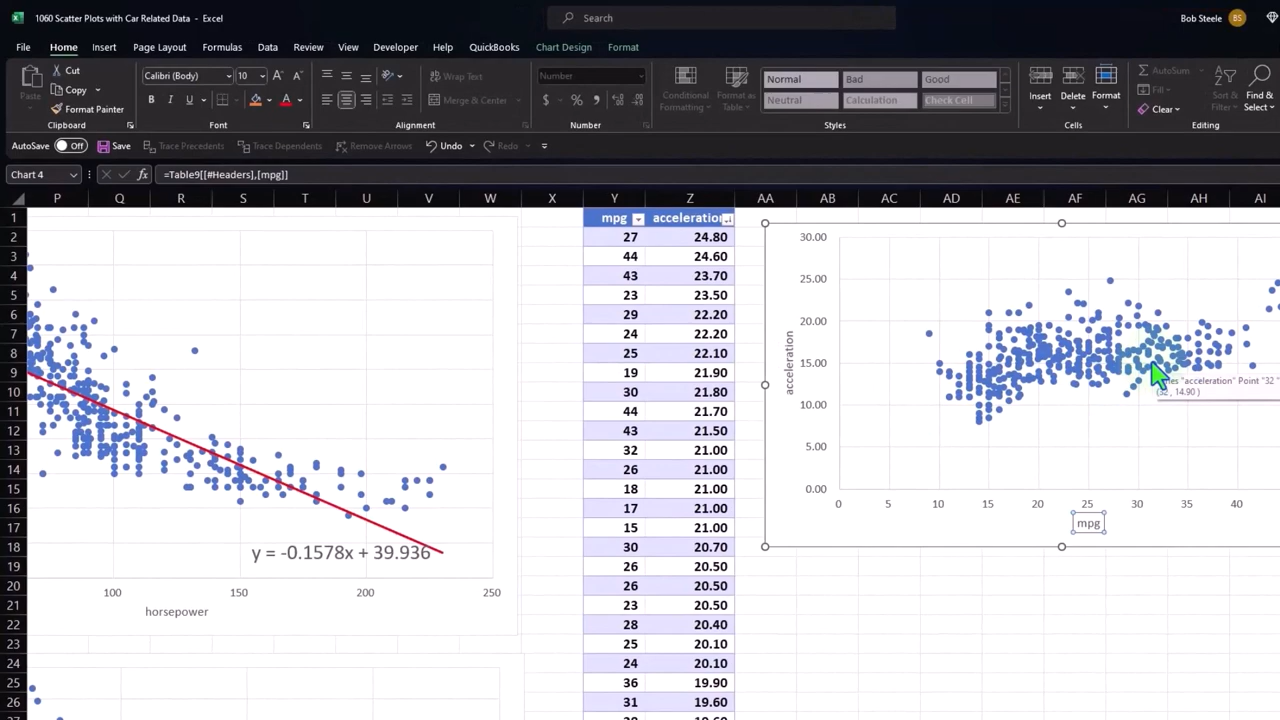 1060 Scatter Plots with Car Related Data - Excel
Search
Bob Steele
BS
File Home Insert Page Layout Formulas Data Review View Developer Help QuickBooks Chart Design Format
Paste
Cut
Copy
Format Painter
Clipboard
Calibri (Body) 10 A A
B I U A
Font
Wrap Text
Merge & Center
Alignment
Number
$ % 9
Number
Conditional Formatting
Format as Table
Normal Bad Good
Neutral Calculation Check Cell
Styles
Insert Delete Format
Cells
AutoSum
Fill
Clear
Sort & Filter
Find & Select
Editing
AutoSave Off Save Trace Precedents Trace Dependents Remove Arrows Undo Redo
Chart 4 fx =Table9[[#Headers],[mpg]]
P Q R S T U V W X Y Z AA AB AC AD AE AF AG AH AI
1 mpg acceleration
2 27 24.80
3 44 24.60
4 43 23.70
5 23 23.50
6 29 22.20
7 24 22.20
8 25 22.10
9 19 21.90
10 30 21.80
11 44 21.70
12 43 21.50
13 32 21.00
14 26 21.00
15 18 21.00
16 17 21.00
17 15 21.00
18 30 20.70
19 26 20.50
20 26 20.50
21 23 20.50
22 28 20.40
23 25 20.10
24 24 20.10
25 36 19.90
26 31 19.60
y = -0.1578x + 39.936
100 150 200 250
horsepower
30.00
25.00
20.00
15.00
10.00
5.00
0.00
acceleration
0 5 10 15 20 25 30 35 40
mpg
"acceleration" Point "32 "
(32 , 14.90 )